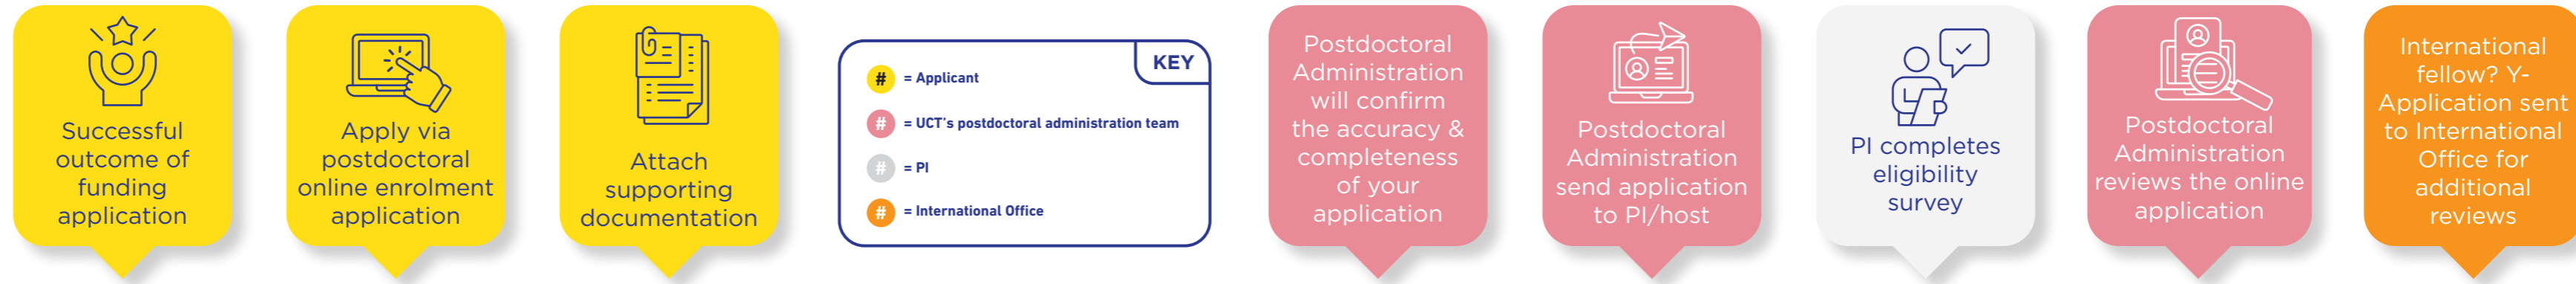 Successful
outcome of
funding
application
Apply via
postdoctoral
online enrolment
application
Attach
supporting
documentation
KEY
# = Applicant
# = UCT's postdoctoral administration team
# = PI
# = International Office
Postdoctoral
Administration
will confirm
the accuracy &
completeness
of your
application
Postdoctoral
Administration
send application
to PI/host
PI completes
eligibility
survey
Postdoctoral
Administration
reviews the online
application
International
fellow? Y-
Application sent
to International
Office for
additional
reviews